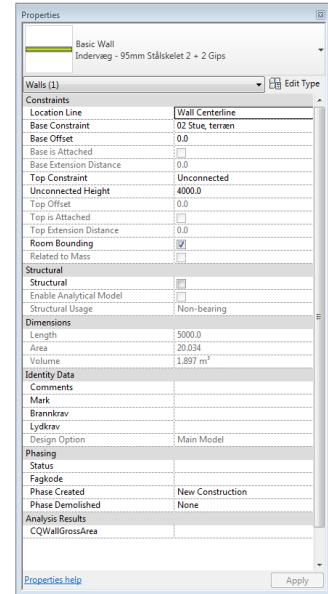 Properties
Basic Wall
Indervæg - 95mm Stålskelet 2 + 2 Gips
Walls (1) Edit Type
Constraints
Location Line Wall Centerline
Base Constraint 02 Stue, terræn
Base Offset 0.0
Base is Attached
Base Extension Distance 0.0
Top Constraint Unconnected
Unconnected Height 4000.0
Top Offset 0.0
Top is Attached
Top Extension Distance 0.0
Room Bounding
Related to Mass
Structural
Structural
Enable Analytical Model
Structural Usage Non-bearing
Dimensions
Length 5000.0
Area 20.034
Volume 1.897 m³
Identity Data
Comments
Mark
Brannkrav
Lydkrav
Design Option Main Model
Phasing
Status
Fagkode
Phase Created New Construction
Phase Demolished None
Analysis Results
CQWallGrossArea
Properties help Apply